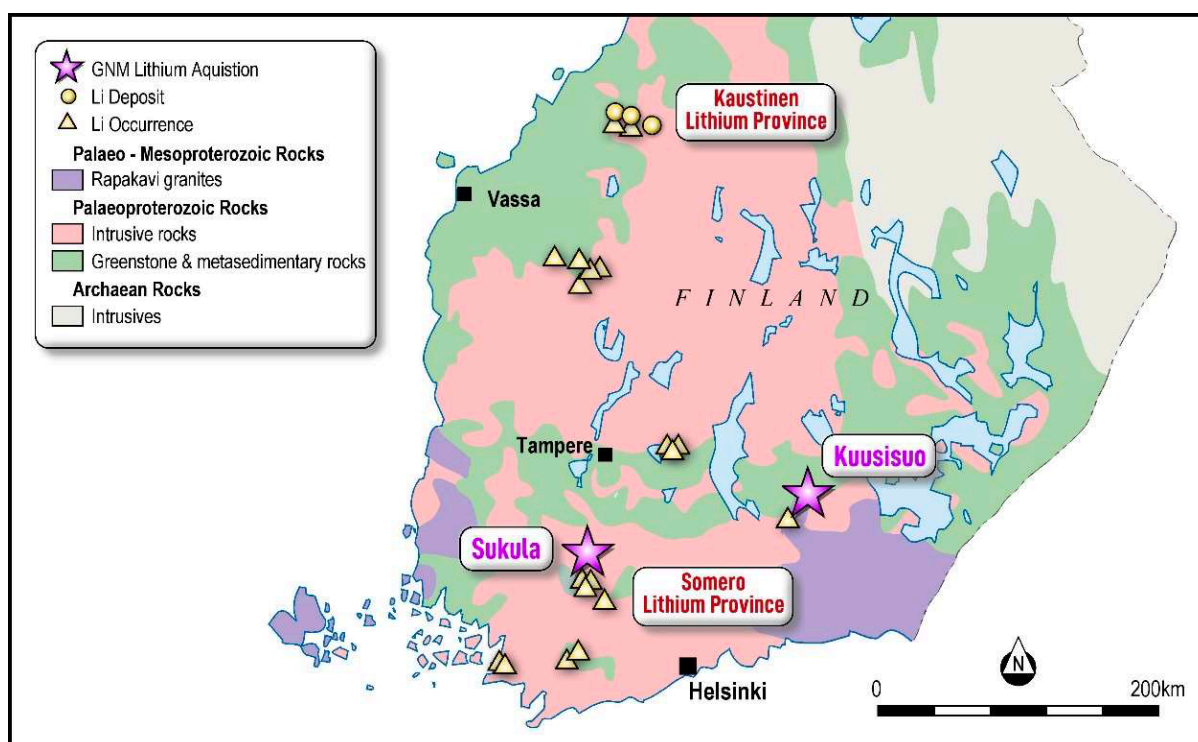 GNM Lithium Aquistion
Li Deposit
Li Occurrence
Palaeo - Mesoproterozoic Rocks
Rapakavi granites
Palaeoproterozoic Rocks
Intrusive rocks
Greenstone & metasedimentary rocks
Archaean Rocks
Intrusives
Kaustinen
Lithium Province
Vassa
FINLAND
Tampere
Kuusisuo
Sukula
Somero
Lithium Province
Helsinki
N
0
200km